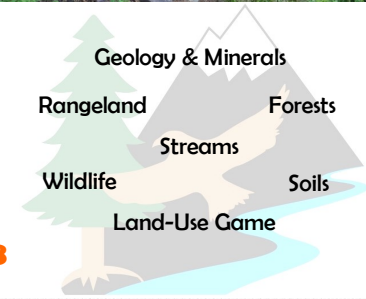 Geology & Minerals
Rangeland Forests
Streams
Wildlife Soils
Land-Use Game